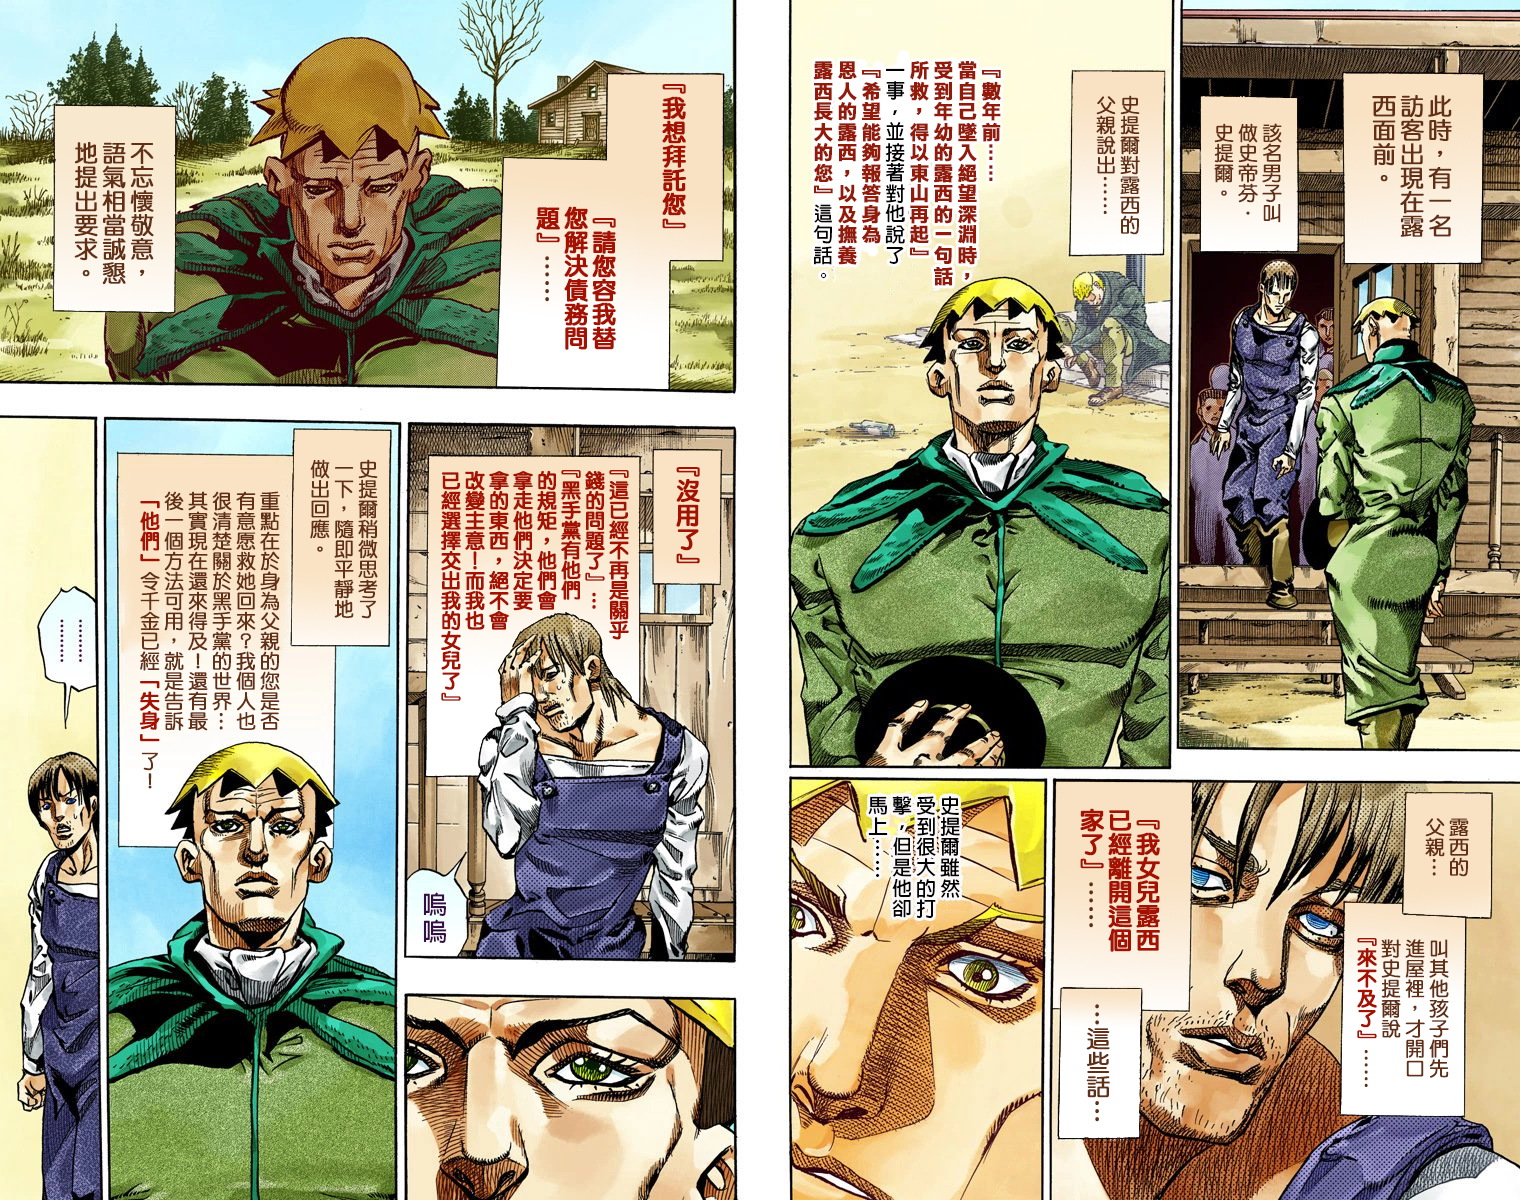 此時，有一名
訪客出現在露
西面前。
該名男子叫
做史帝芬·
史提爾。
史提爾對露西的
父親說出……
『數年前……
當自己墜入絕望深淵時，
受到年幼的露西的一句話
所救，得以東山再起』
一事，並接著對他說了
『希望能夠報答身為
恩人的露西，以及撫養
露西長大的您』這句話。
露西的
父親…
叫其他孩子們先
進屋裡，才開口
對史提爾說
『來不及了』……
『我女兒露西
已經離開這個
家了』……
…這些話…
史提爾雖然
受到很大的打
擊，但是他卻
馬上……
『我想拜託您』
『請您容我替
您解決債務問
題』……
不忘懷敬意，
語氣相當誠懇
地提出要求。
『沒用了』
『這已經不再是關乎
錢的問題了』…
『黑手黨有他們
的規矩，他們會
拿走他們決定要
拿的東西，絕不會
改變主意！而我也
已經選擇交出我的女兒了』
嗚
嗚
史提爾稍微思考了
一下，隨即平靜地
做出回應。
重點在於身為父親的您是否
有意愿救她回來？我個人也
很清楚關於黑手黨的世界…
其實現在還來得及！還有最
後一個方法可用，就是告訴
「他們」令千金已經「失身」了！
………
………